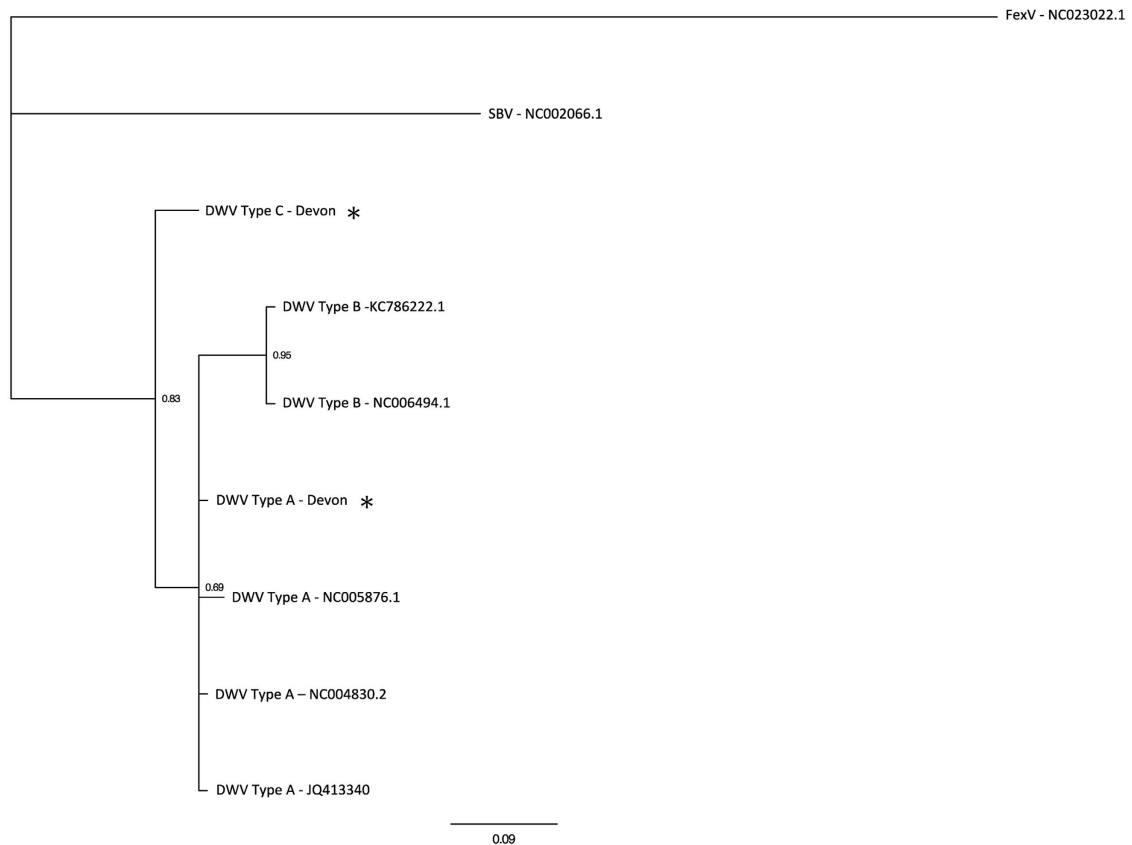 FexV - NC023022.1
SBV - NC002066.1
DWV Type C - Devon *
DWV Type B -KC786222.1
0.95
0.83
DWV Type B - NC006494.1
DWV Type A - Devon *
0.69
DWV Type A - NC005876.1
DWV Type A – NC004830.2
DWV Type A - JQ413340
0.09